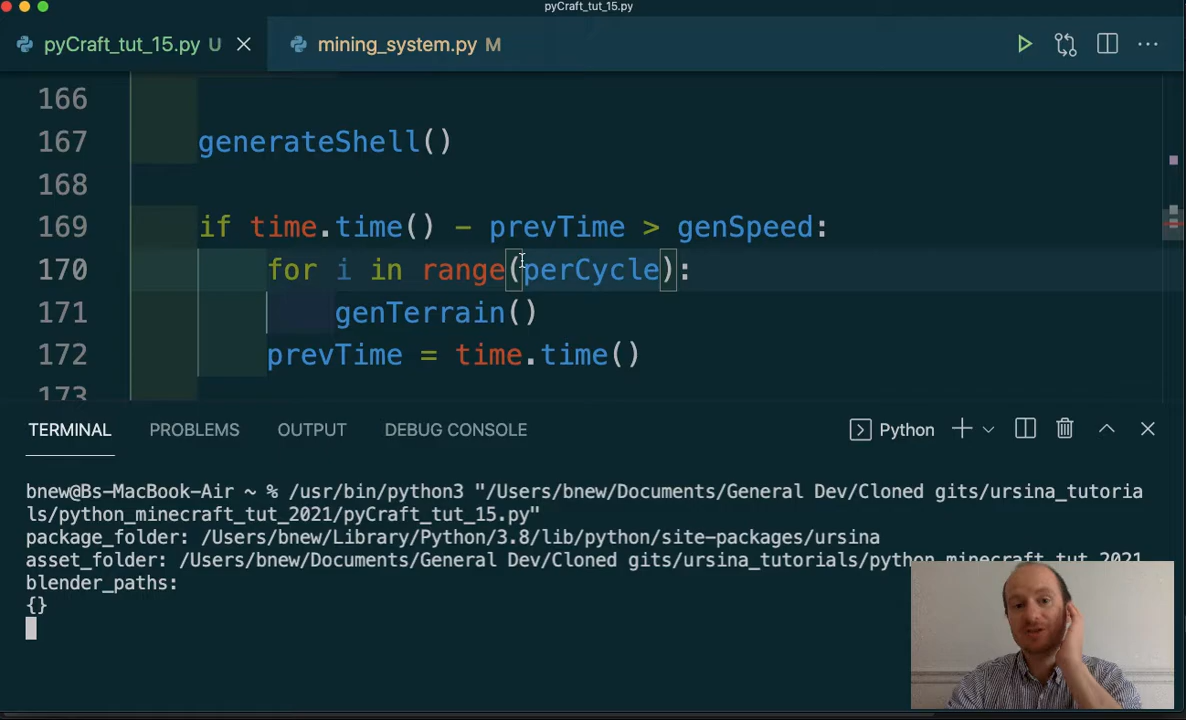 pyCraft_tut_15.py
pyCraft_tut_15.py U
mining_system.py M
166
167 generateShell()
168
169 if time.time() - prevTime > genSpeed:
170 for i in range(perCycle):
171 genTerrain()
172 prevTime = time.time()
173
TERMINAL PROBLEMS OUTPUT DEBUG CONSOLE Python
bnew@Bs-MacBook-Air ~ % /usr/bin/python3 "/Users/bnew/Documents/General Dev/Cloned gits/ursina_tutoria
ls/python_minecraft_tut_2021/pyCraft_tut_15.py"
package_folder: /Users/bnew/Library/Python/3.8/lib/python/site-packages/ursina
asset_folder: /Users/bnew/Documents/General Dev/Cloned gits/ursina_tutorials/python_minecraft_tut_2021
blender_paths:
{}